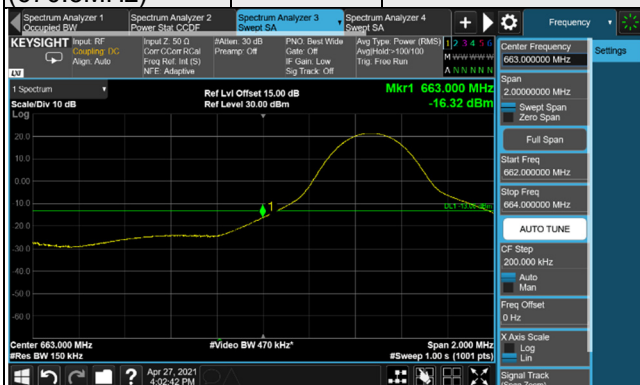 Spectrum Analyzer 1
Occupied BW
Spectrum Analyzer 2
Power Stat CCDF
Spectrum Analyzer 3
Swept SA
Spectrum Analyzer 4
Swept SA
Frequency
KEYSIGHT
Input: RF
Coupling: DC
Align: Auto
Input Z: 50 Ω
Corr CCorr RCal
Freq Ref: Int (S)
NFE: Adaptive
#Atten: 30 dB
Preamp: Off
PNO: Best Wide
Gate: Off
IF Gain: Low
Sig Track: Off
Avg Type: Power (RMS)
Avg|Hold:>100/100
Trig: Free Run
1 2 3 4 5 6
M W W W W W
A N N N N N
LXI
Center Frequency
663.000000 MHz
Settings
Span
2.00000000 MHz
Swept Span
Zero Span
Full Span
Start Freq
662.000000 MHz
Stop Freq
664.000000 MHz
AUTO TUNE
CF Step
200.000 kHz
Auto
Man
Freq Offset
0 Hz
X Axis Scale
Log
Lin
Signal Track
(Span Zoom)
1 Spectrum
Scale/Div 10 dB
Log
Ref Lvl Offset 15.00 dB
Ref Level 30.00 dBm
Mkr1 663.000 MHz
-16.32 dBm
20.0
10.0
0.00
-10.0
-20.0
-30.0
-40.0
-50.0
-60.0
1
DL1 -13.00 dBm
Center 663.000 MHz
#Res BW 150 kHz
#Video BW 470 kHz*
Span 2.000 MHz
#Sweep 1.00 s (1001 pts)
Apr 27, 2021
4:02:42 PM